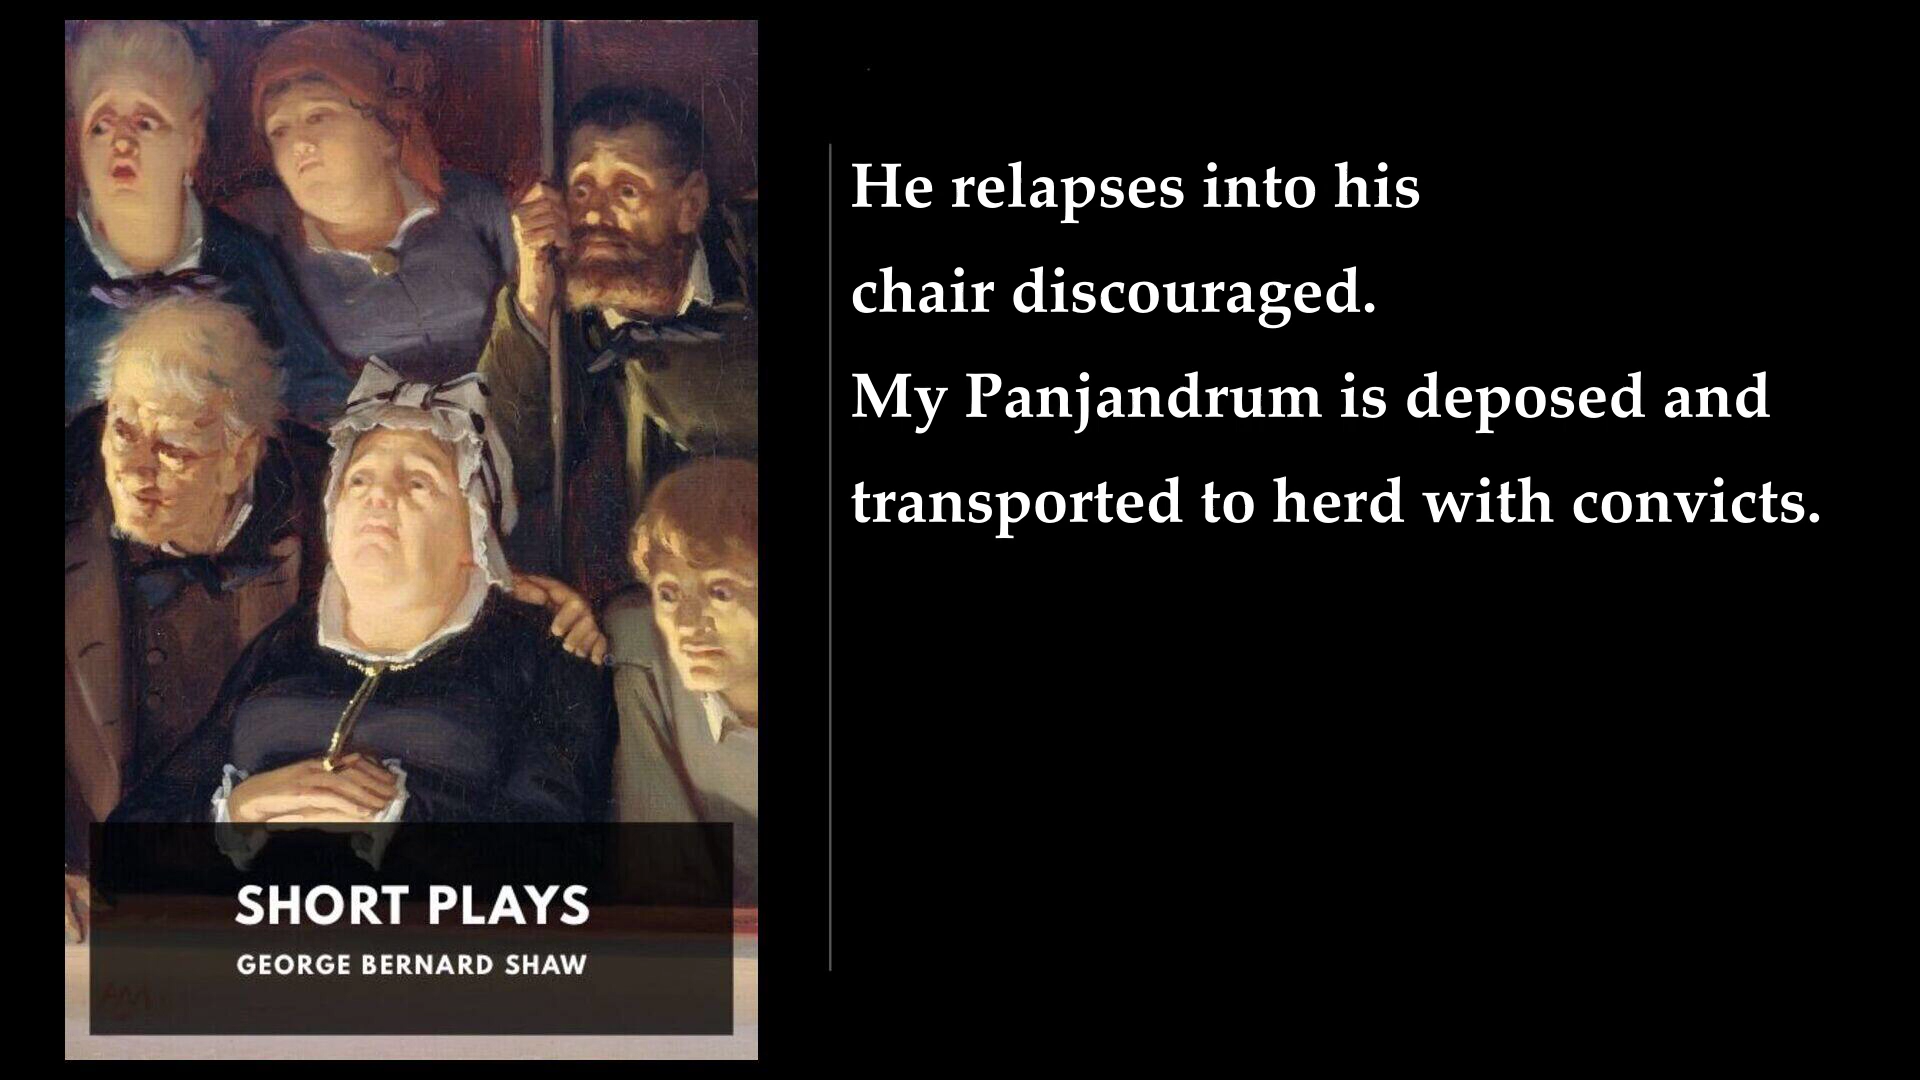 He relapses into his
chair discouraged.
My Panjandrum is deposed and
transported to herd with convicts.
SHORT PLAYS
GEORGE BERNARD SHAW